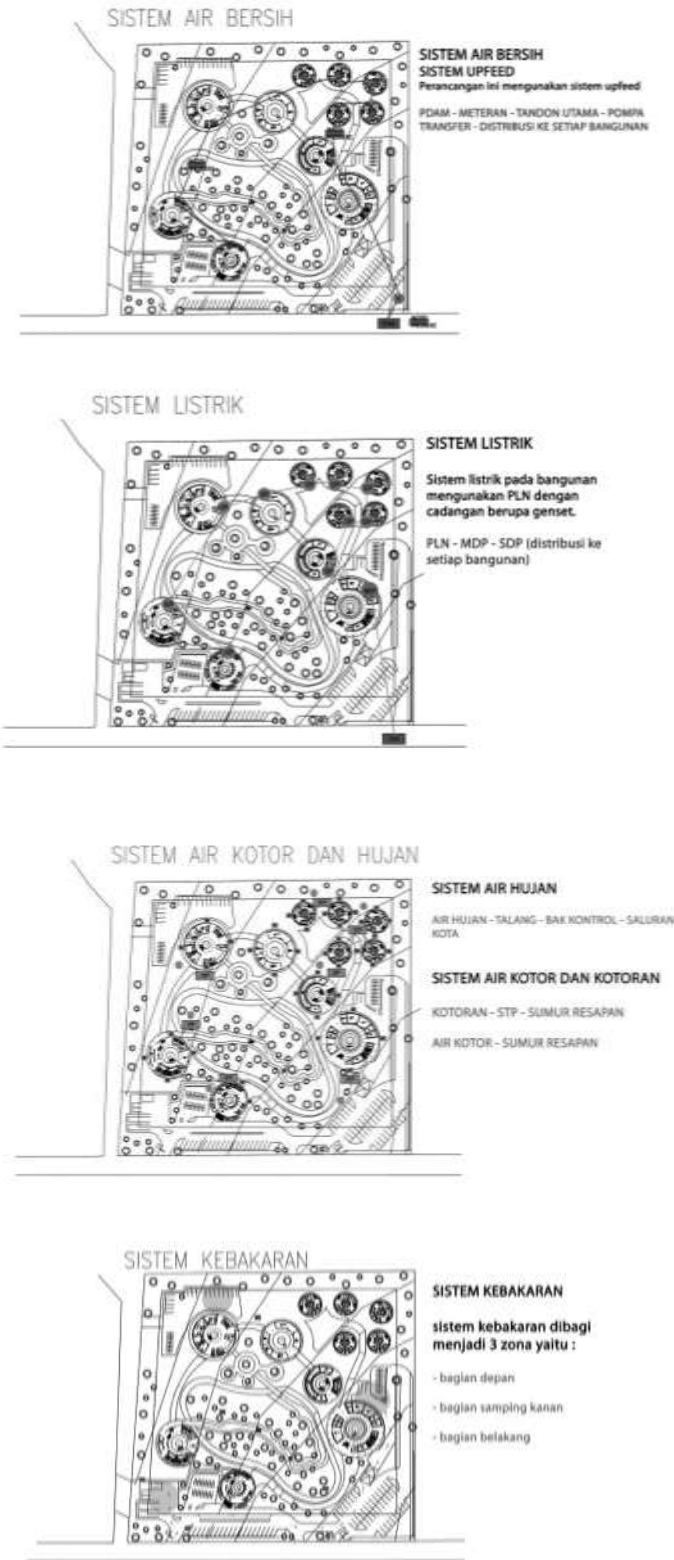 SISTEM AIR BERSIH
SISTEM AIR BERSIH
SISTEM UPFEED
Perancangan ini mengunakan sistem upfeed
PDAM - METERAN - TANDON UTAMA - POMPA
TRANSFER - DISTRIBUSI KE SETIAP BANGUNAN
SISTEM LISTRIK
SISTEM LISTRIK
Sistem listrik pada bangunan
mengunakan PLN dengan
cadangan berupa genset.
PLN - MDP - SDP (distribusi ke
setiap bangunan)
SISTEM AIR KOTOR DAN HUJAN
SISTEM AIR HUJAN
AIR HUJAN - TALANG - BAK KONTROL - SALURAN
KOTA
SISTEM AIR KOTOR DAN KOTORAN
KOTORAN - STP - SUMUR RESAPAN
AIR KOTOR - SUMUR RESAPAN
SISTEM KEBAKARAN
SISTEM KEBAKARAN
sistem kebakaran dibagi
menjadi 3 zona yaitu :
- bagian depan
- bagian samping kanan
- bagian belakang